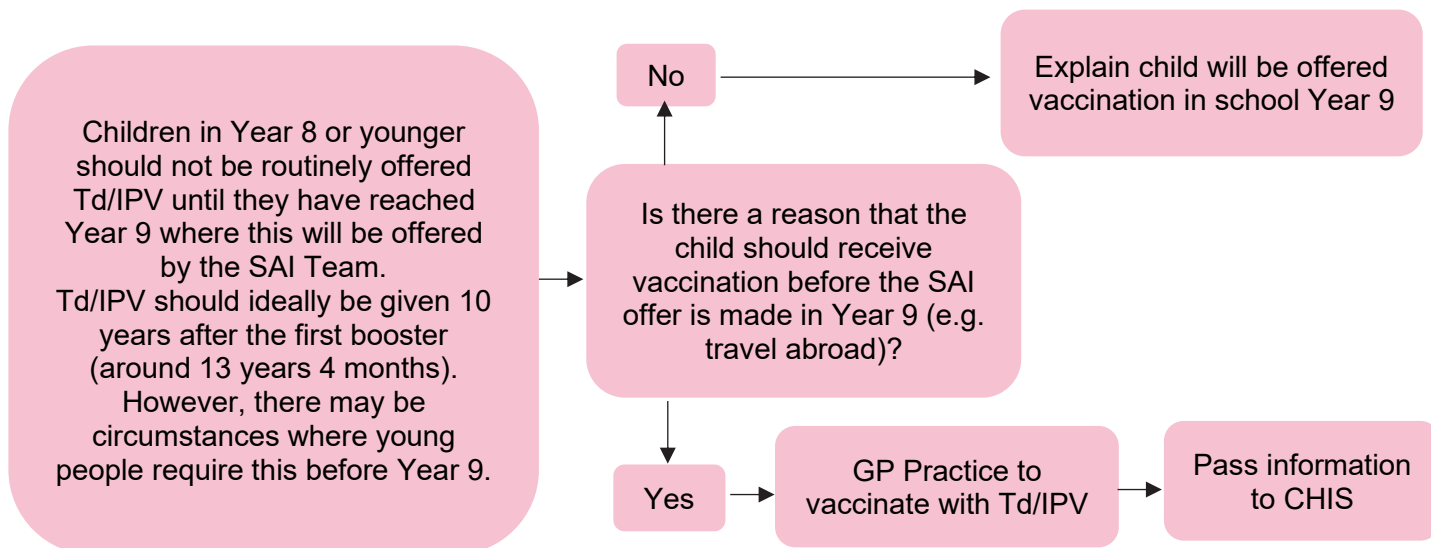 Children in Year 8 or younger
should not be routinely offered
Td/IPV until they have reached
Year 9 where this will be offered
by the SAI Team.
Td/IPV should ideally be given 10
years after the first booster
(around 13 years 4 months).
However, there may be
circumstances where young
people require this before Year 9.
Is there a reason that the
child should receive
vaccination before the SAI
offer is made in Year 9 (e.g.
travel abroad)?
No
Explain child will be offered
vaccination in school Year 9
Yes
GP Practice to
vaccinate with Td/IPV
Pass information
to CHIS